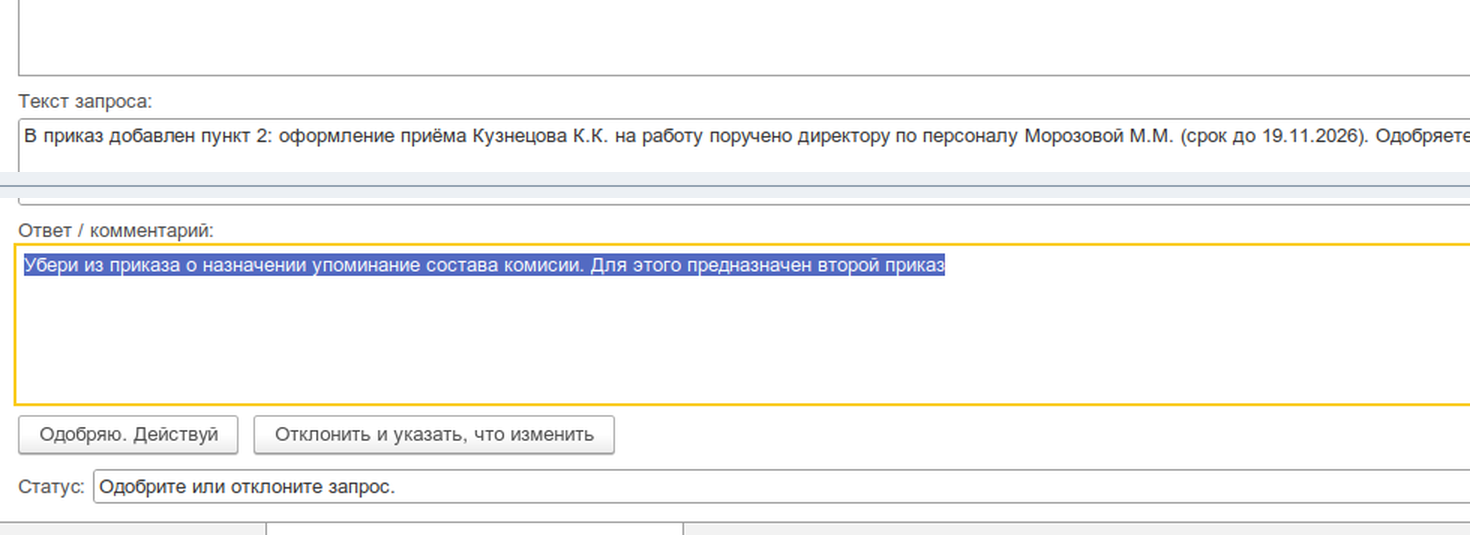 Текст запроса:
В приказ добавлен пункт 2: оформление приёма Кузнецова К.К. на работу поручено директору по персоналу Морозовой М.М. (срок до 19.11.2026). Одобряете
Ответ / комментарий:
Убери из приказа о назначении упоминание состава комисии. Для этого предназначен второй приказ
Одобряю. Действуй Отклонить и указать, что изменить
Статус: Одобрите или отклоните запрос.